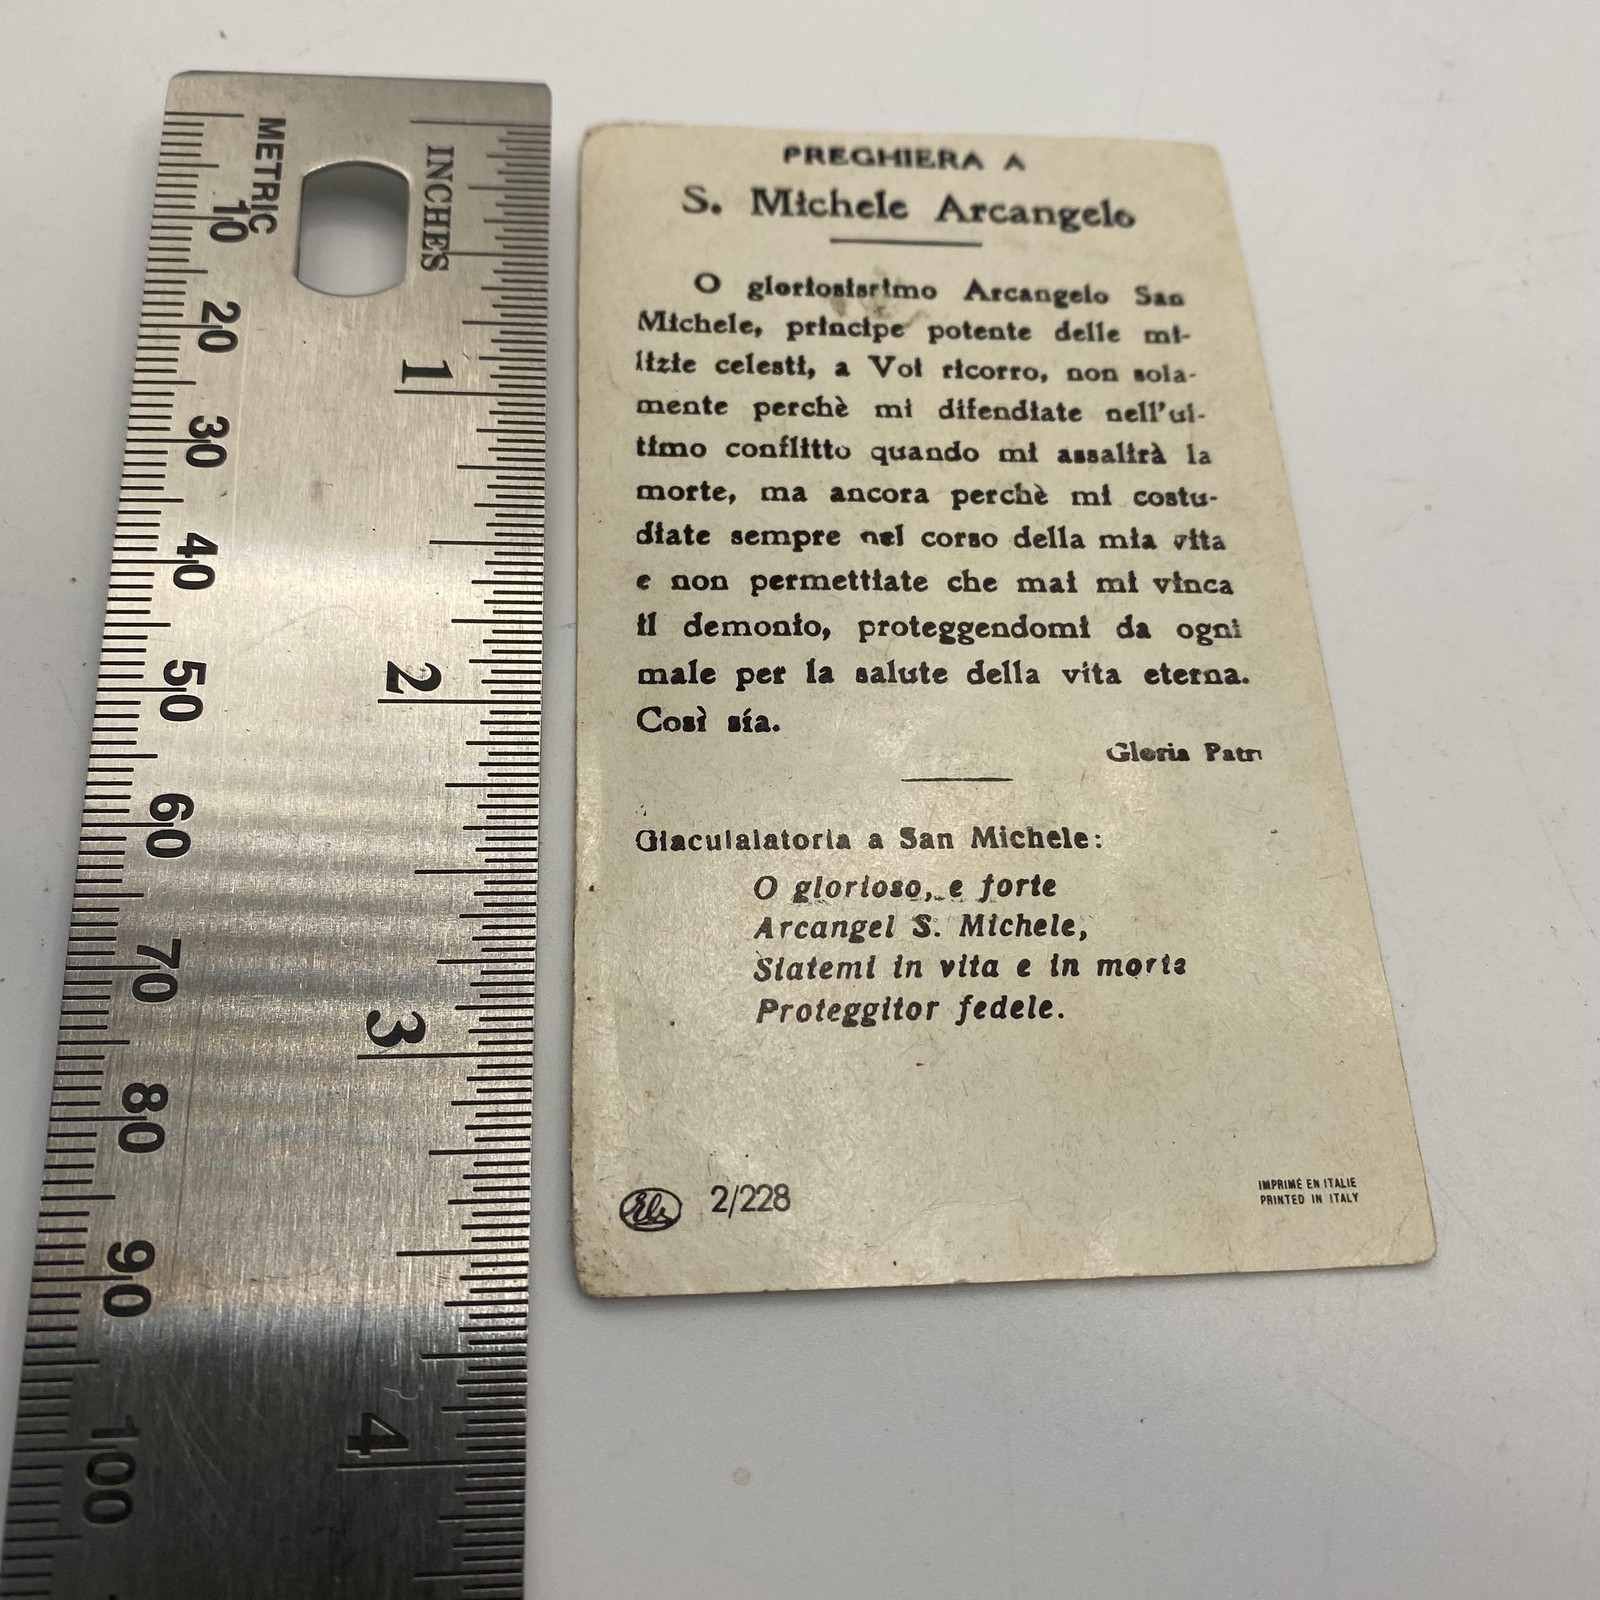 METRIC
10
20
30
40
50
60
70
80
90
100
INCHES
1
2
3
4
PREGHIERA A
S. Michele Arcangelo
O gloriosissimo Arcangelo San
Michele, principe potente delle mi-
lizie celesti, a Voi ricorro, non sola-
mente perchè mi difendiate nell'ul-
timo conflitto quando mi assalirà la
morte, ma ancora perchè mi costu-
diate sempre nel corso della mia vita
e non permettiate che mai mi vinca
il demonio, proteggendomi da ogni
male per la salute della vita eterna.
Così sía.
Gloria Patri
Giaculalatoria a San Michele:
O glorioso, e forte
Arcangel S. Michele,
Siatemi in vita e in morte
Proteggitor fedele.
2/228
IMPRIMÉ EN ITALIE
PRINTED IN ITALY